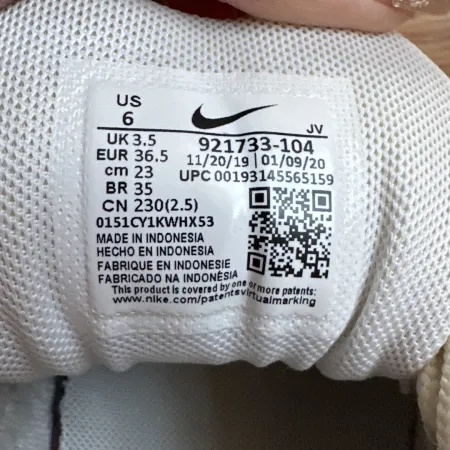 US
6
JV
UK 3.5
EUR 36.5
cm 23
BR 35
CN 230(2.5)
921733-104
11/20/19 | 01/09/20
UPC 00193145565159
0151CY1KWHX53
MADE IN INDONESIA
HECHO EN INDONESIA
FABRIQUE EN INDONESIE
FABRICADO NA INDONÉSIA
This product is covered by one or more patents:
www.nike.com/patentsvirtualmarking